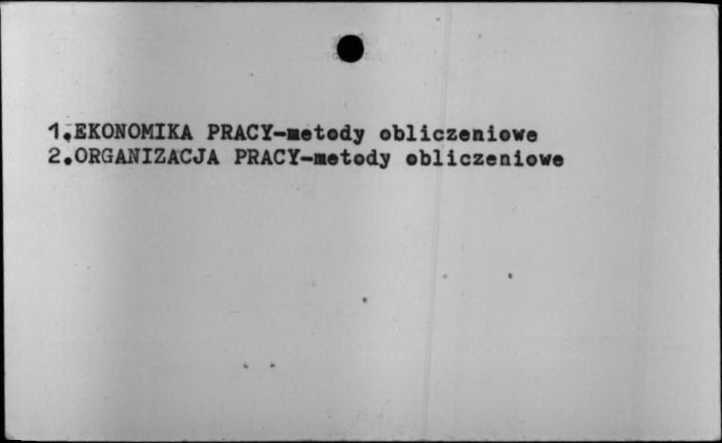 1.EKONOMIKA PRACY-metody obliczeniowe
2.ORGANIZACJA PRACY-metody obliczeniowe